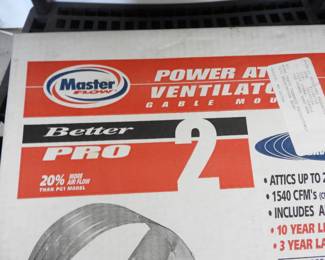 Master
FLOW
POWER AT
VENTILATO
GABLE MOU
Better
PRO
2
20% MORE
AIR FLOW
THAN PG1 MODEL
• ATTICS UP TO 2
• 1540 CFM's
• INCLUDES A
• 10 YEAR LI
• 3 YEAR LA